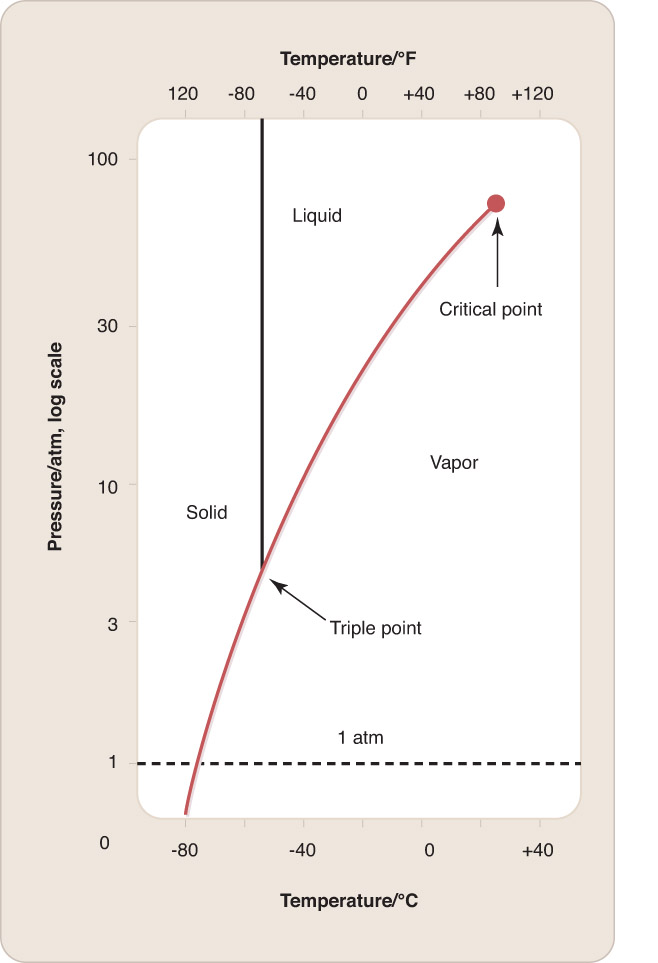 Temperature/°F
120 -80 -40 0 +40 +80 +120
100
Liquid
Critical point
30
Pressure/atm, log scale
Vapor
10
Solid
3
Triple point
1 atm
1
0
-80 -40 0 +40
Temperature/°C